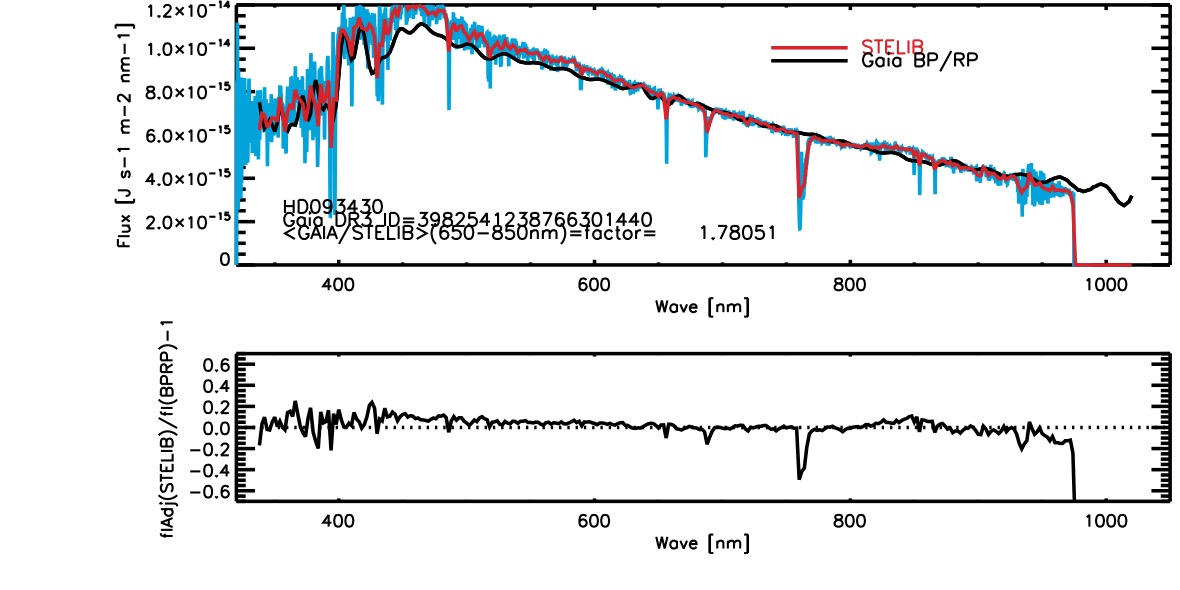 1.2×10⁻¹⁴
1.0×10⁻¹⁴
8.0×10⁻¹⁵
6.0×10⁻¹⁵
4.0×10⁻¹⁵
2.0×10⁻¹⁵
0
Flux [J s−1 m−2 nm−1]
STELIB
Gaia BP/RP
HD093430
Gaia DR3 ID=3982541238766301440
<GAIA/STELIB>(650−850nm)=factor= 1.78051
400 600 800 1000
Wave [nm]
0.6
0.4
0.2
0.0
−0.2
−0.4
−0.6
flAdj(STELIB)/fl(BPRP)−1
400 600 800 1000
Wave [nm]